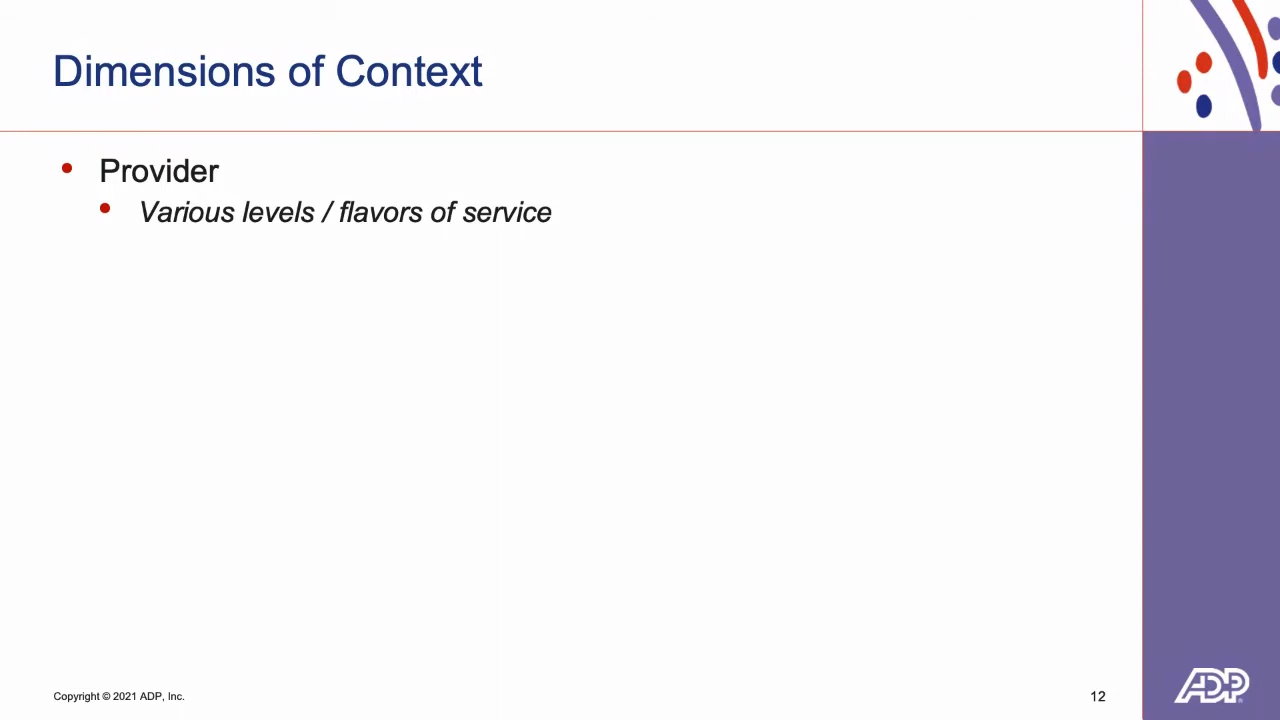 Dimensions of Context
• Provider
• Various levels / flavors of service
Copyright © 2021 ADP, Inc.
12
ADP